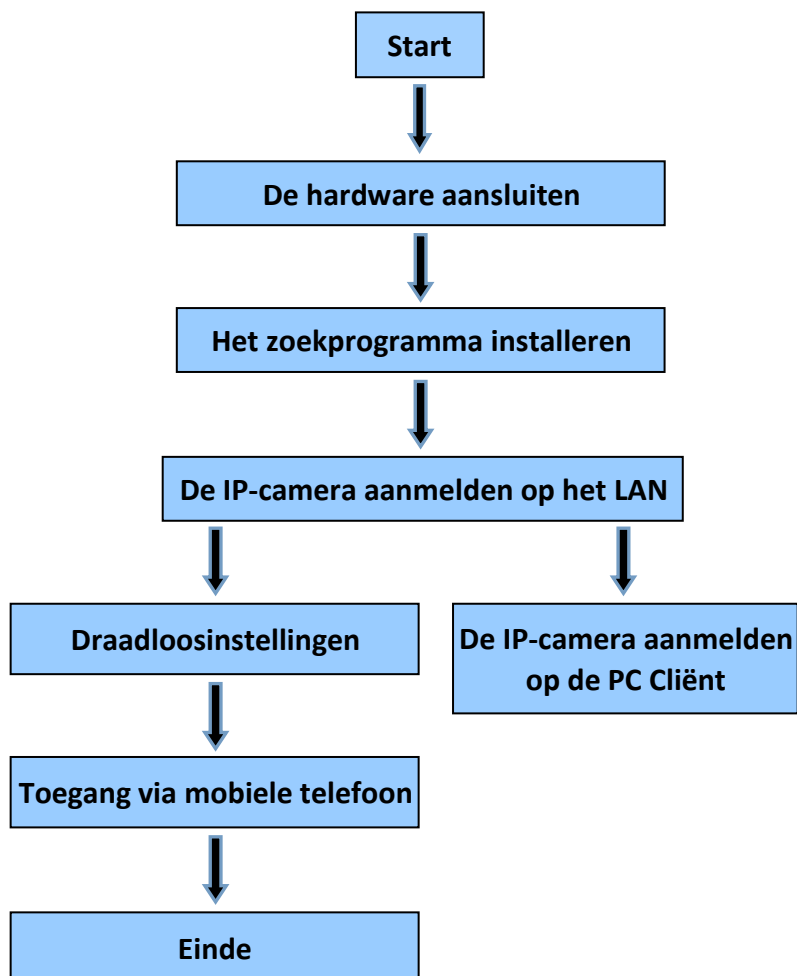 Start
De hardware aansluiten
Het zoekprogramma installeren
De IP-camera aanmelden op het LAN
Draadloosinstellingen
De IP-camera aanmelden
op de PC Cliënt
Toegang via mobiele telefoon
Einde